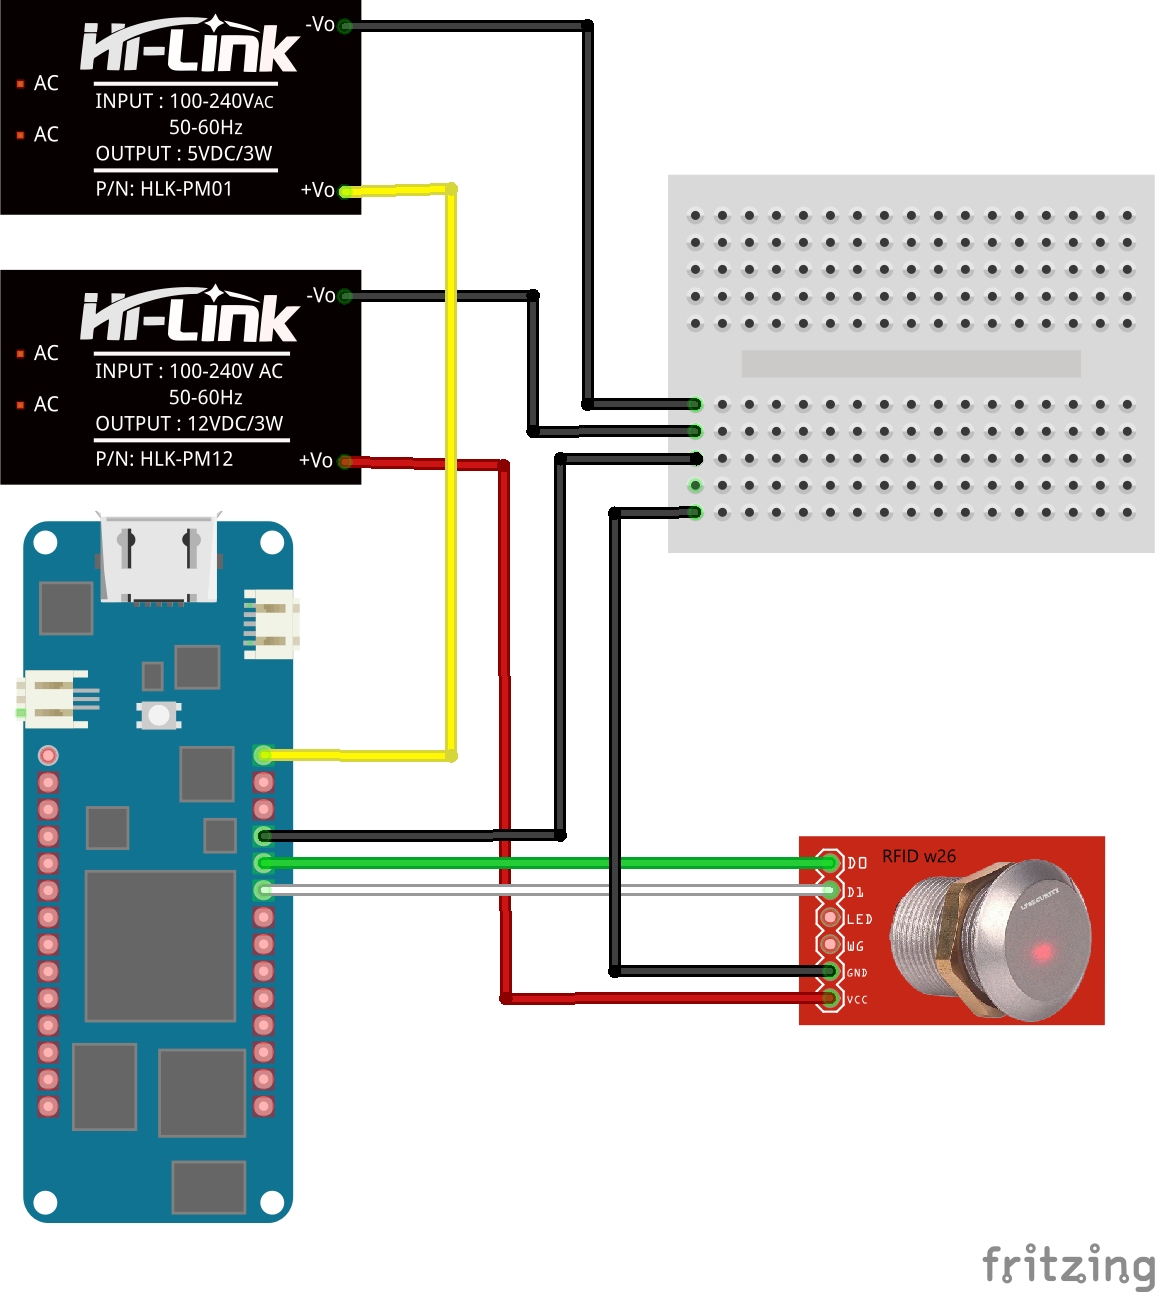 Hi-Link
-Vo
AC
INPUT : 100-240VAC
AC
50-60Hz
OUTPUT : 5VDC/3W
P/N: HLK-PM01
+Vo
Hi-Link
-Vo
AC
INPUT : 100-240V AC
50-60Hz
AC
OUTPUT : 12VDC/3W
P/N: HLK-PM12
+Vo
RFID w26
D0
D1
LED
WG
GND
VCC
fritzing